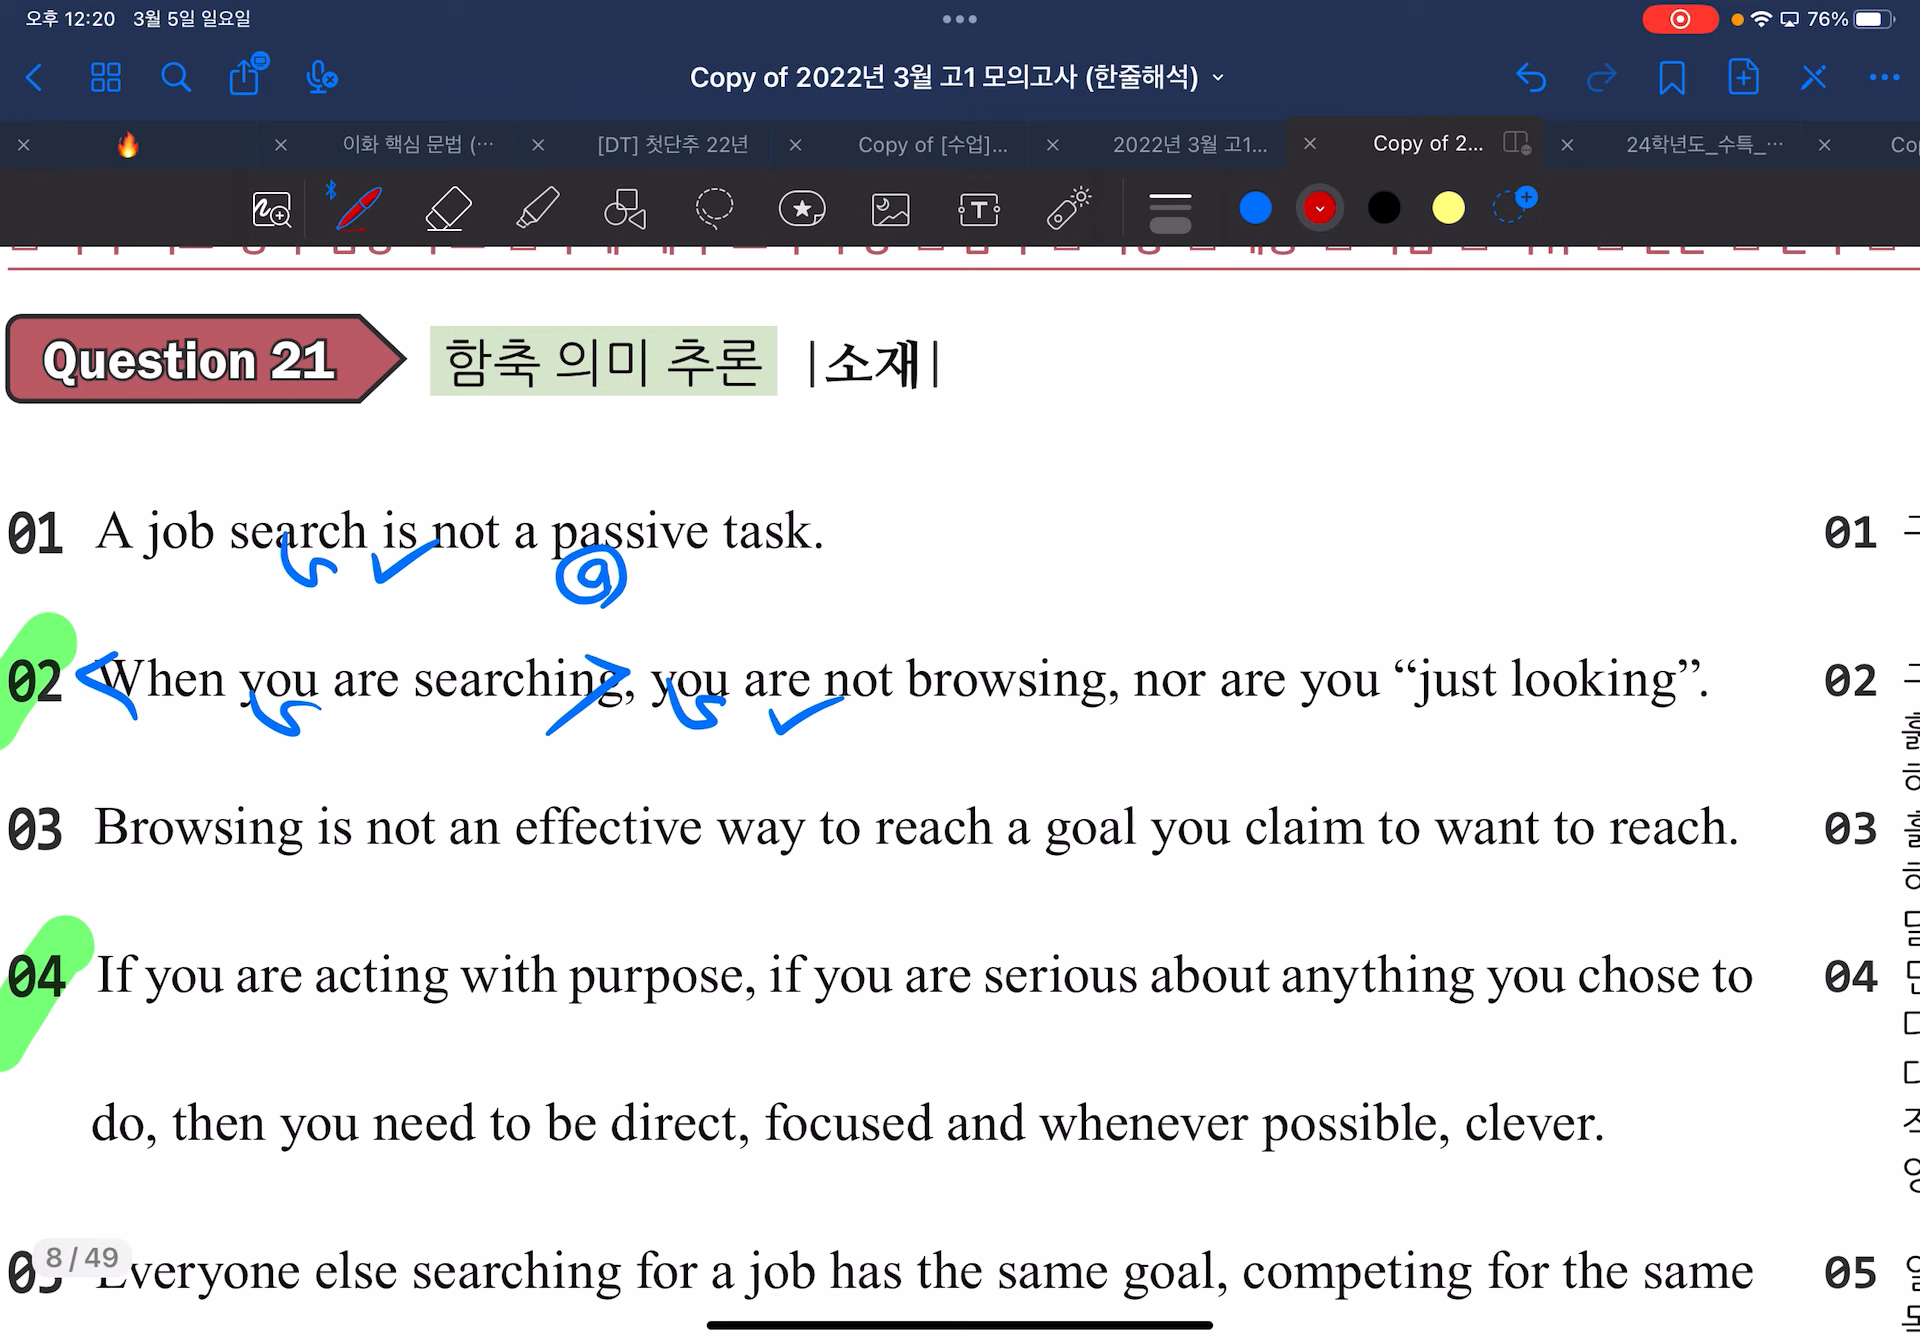 오후 12:20 3월 5일 일요일
76%
Copy of 2022년 3월 고1 모의고사 (한줄해석)
이화 핵심 문법 (…
[DT] 첫단추 22년
Copy of [수업]...
2022년 3월 고1...
Copy of 2...
24학년도_수특_…
Question 21 함축 의미 추론 |소재|
01 A job search is not a passive task. 01
02 When you are searching, you are not browsing, nor are you “just looking”. 02
03 Browsing is not an effective way to reach a goal you claim to want to reach. 03
04 If you are acting with purpose, if you are serious about anything you chose to 04
do, then you need to be direct, focused and whenever possible, clever.
8 / 49
Everyone else searching for a job has the same goal, competing for the same 05